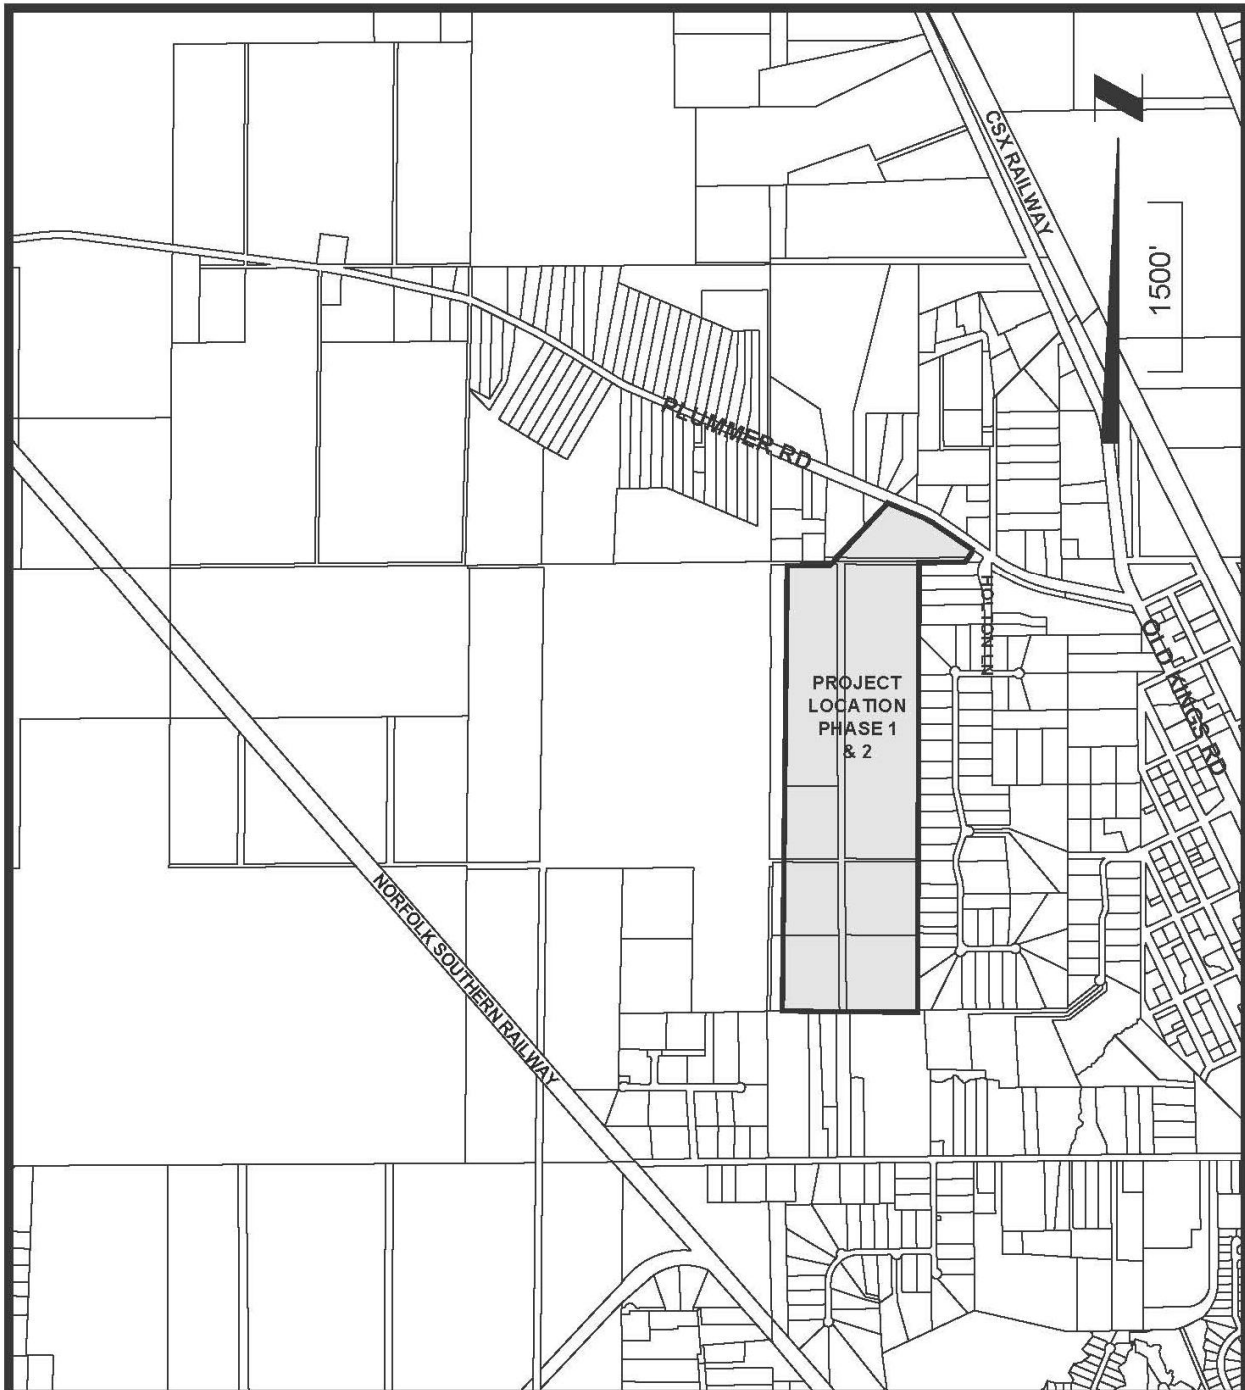 CSX RAILWAY
1500'
PLUMMER RD
HOLTON LN
OLD KINGS RD
PROJECT
LOCATION
PHASE 1
& 2
NORFOLK SOUTHERN RAILWAY